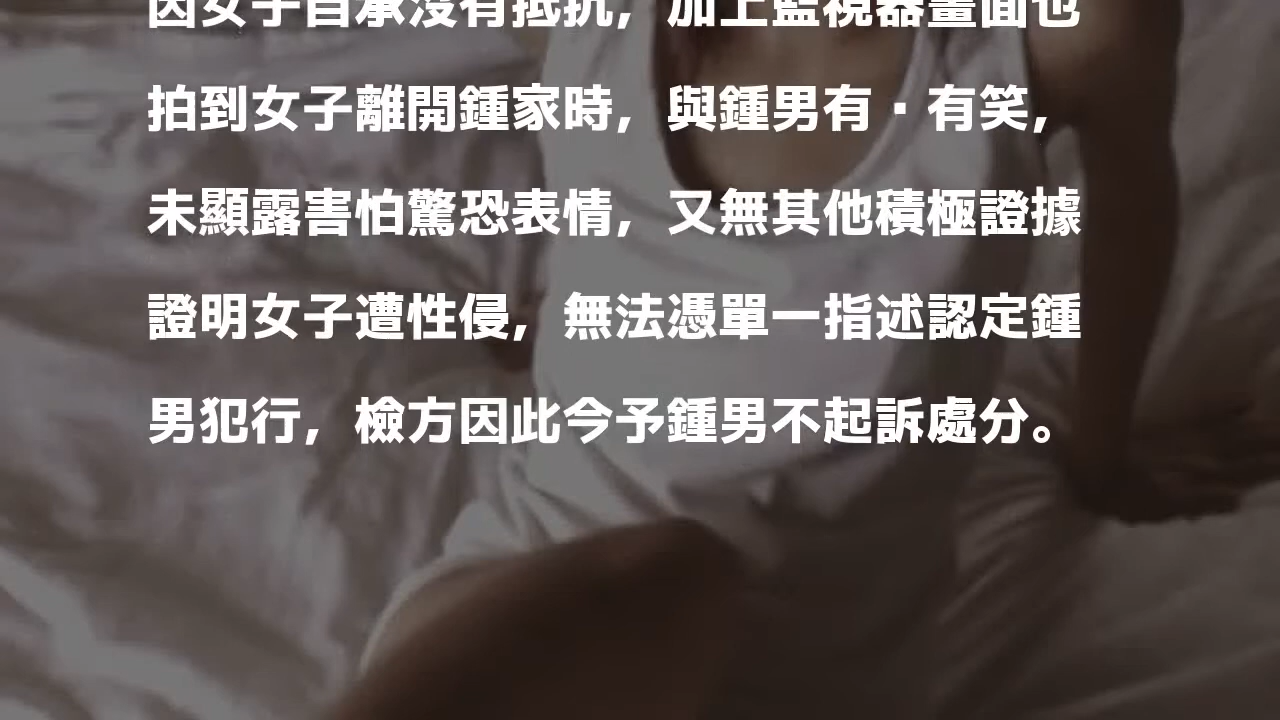 因女子自承沒有抵抗，加上監視器畫面也
拍到女子離開鍾家時，與鍾男有▪有笑，
未顯露害怕驚恐表情，又無其他積極證據
證明女子遭性侵，無法憑單一指述認定鍾
男犯行，檢方因此今予鍾男不起訴處分。